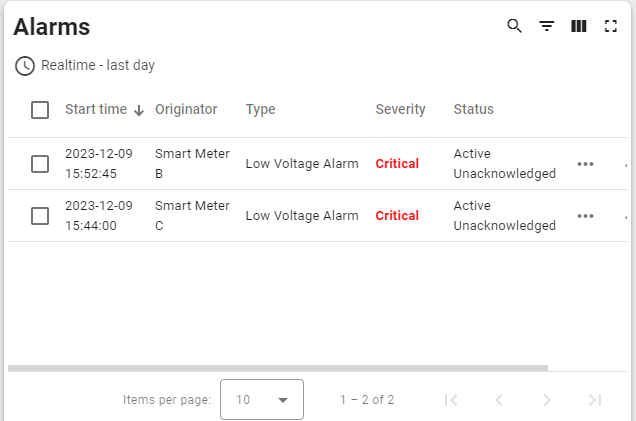 Alarms
Realtime - last day
Start time Originator Type Severity Status
2023-12-09 Smart Meter Low Voltage Alarm Critical Active
15:52:45 B Unacknowledged
2023-12-09 Smart Meter Low Voltage Alarm Critical Active
15:44:00 C Unacknowledged
Items per page: 10 1 – 2 of 2